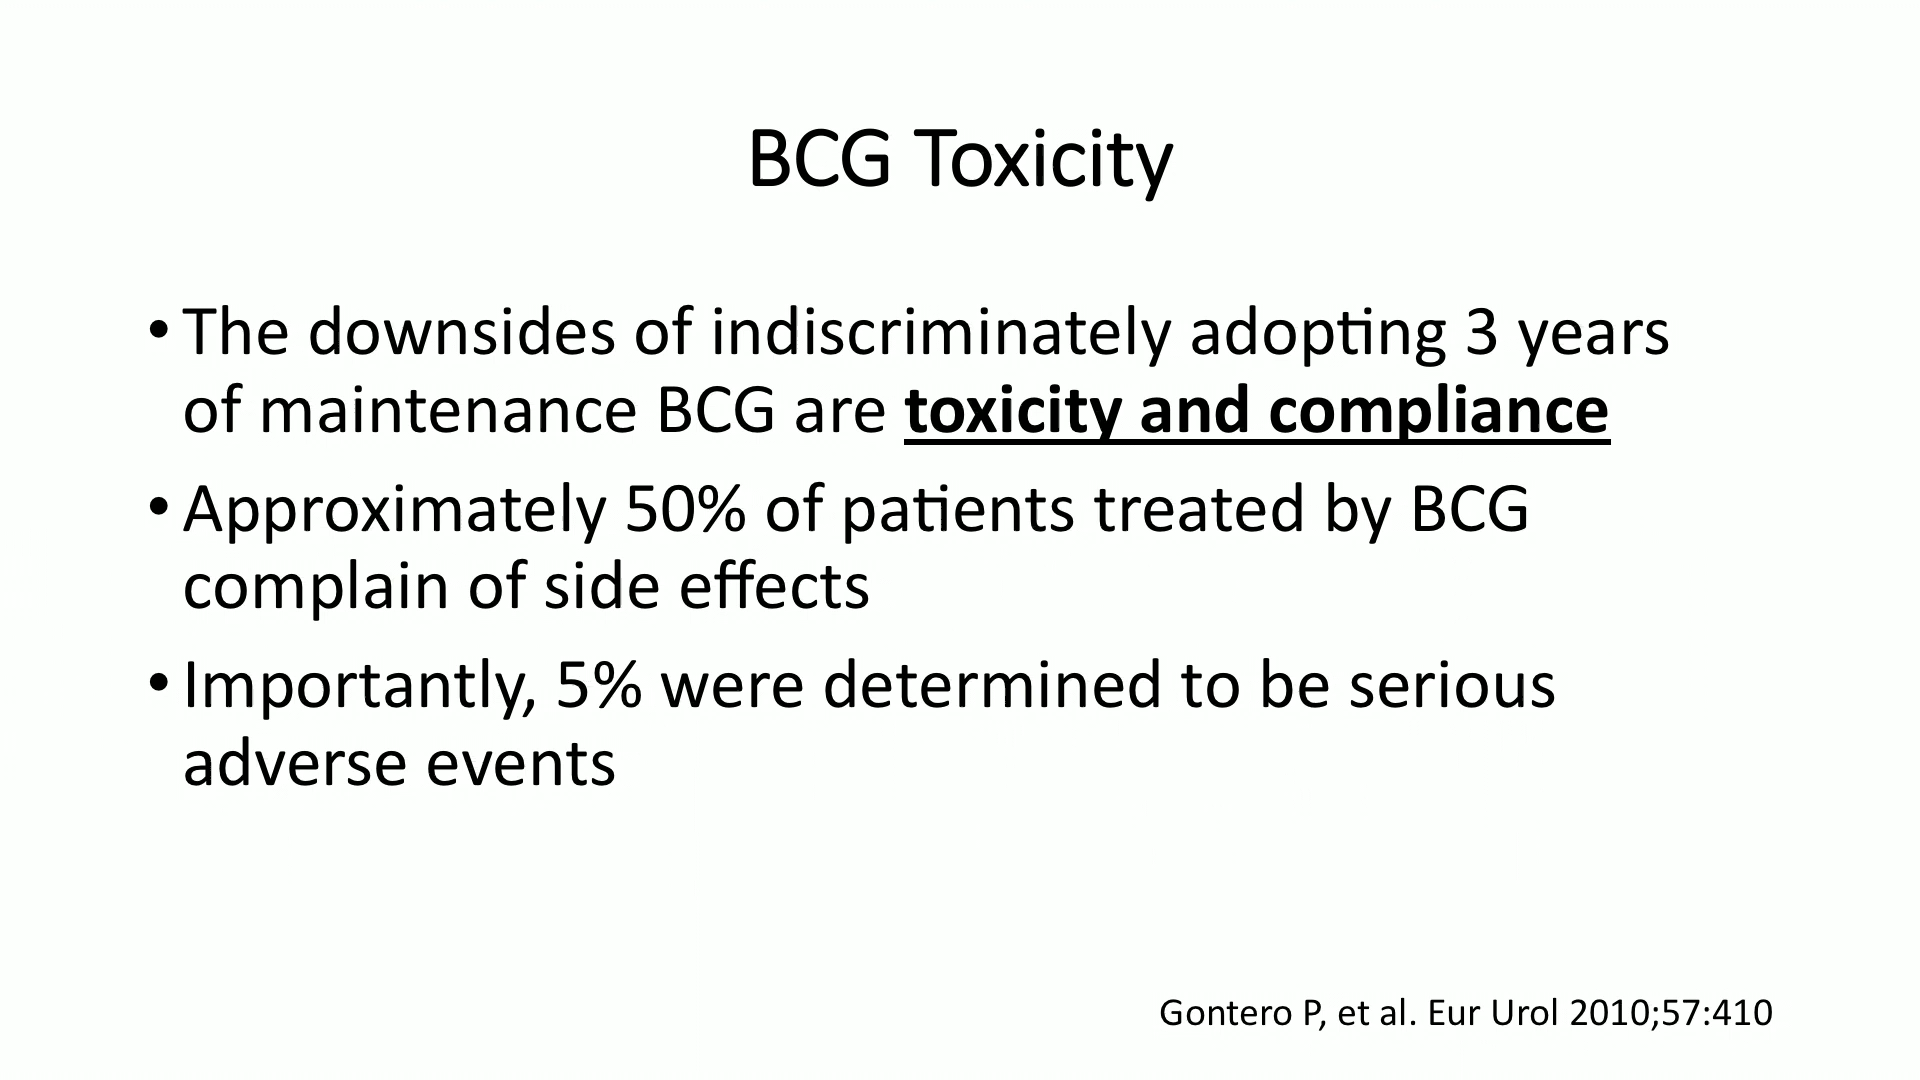 BCG Toxicity
• The downsides of indiscriminately adopting 3 years
of maintenance BCG are toxicity and compliance
• Approximately 50% of patients treated by BCG
complain of side effects
• Importantly, 5% were determined to be serious
adverse events
Gontero P, et al. Eur Urol 2010;57:410